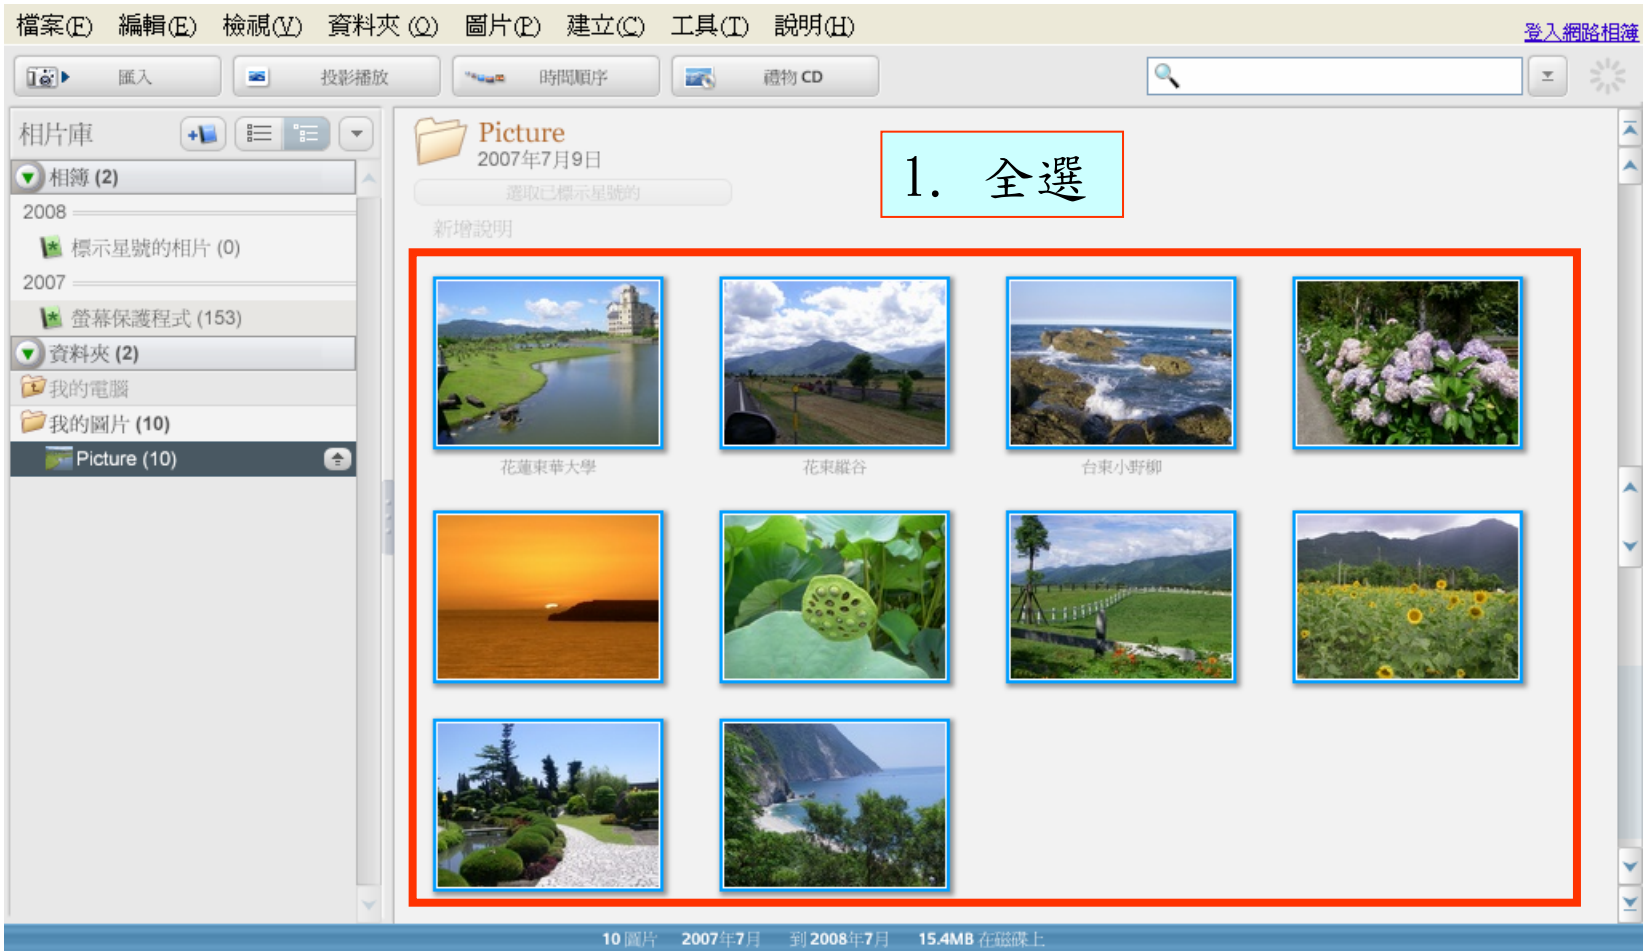 檔案(F) 編輯(E) 檢視(V) 資料夾 (O) 圖片(P) 建立(C) 工具(T) 說明(H)
登入網路相簿
匯入 投影播放 時間順序 禮物 CD
相片庫
相簿 (2)
2008
標示星號的相片 (0)
2007
螢幕保護程式 (153)
資料夾 (2)
我的電腦
我的圖片 (10)
Picture (10)
Picture
2007年7月9日
選取已標示星號的
新增說明
1. 全選
花蓮東華大學 花東縱谷 台東小野柳
10 圖片 2007年7月 到 2008年7月 15.4MB 在磁碟上